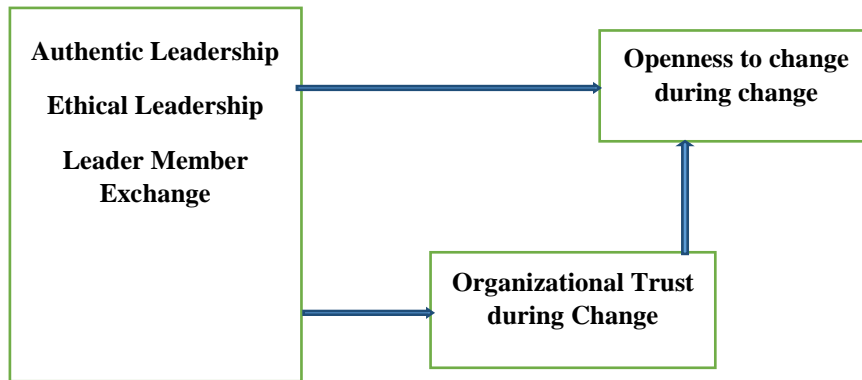 Authentic Leadership
Ethical Leadership
Leader Member
Exchange
Openness to change
during change
Organizational Trust
during Change